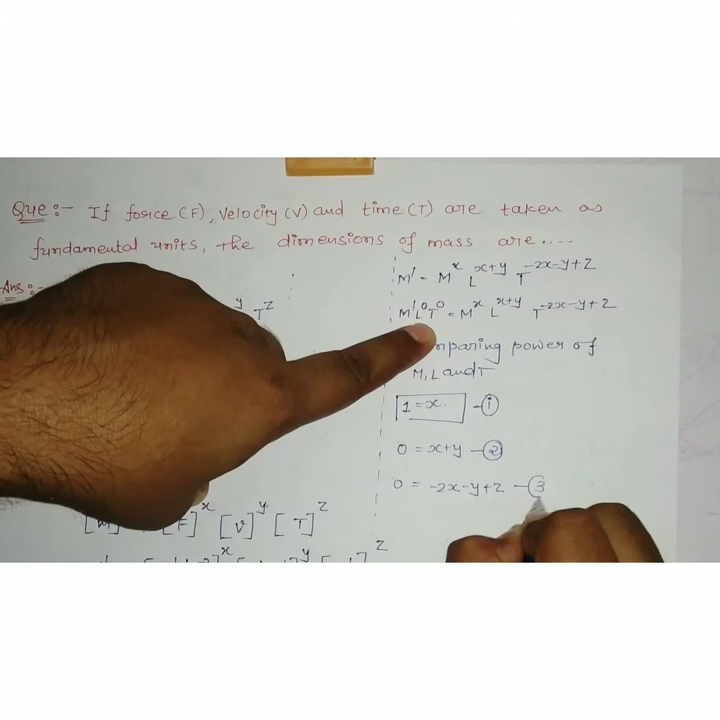 Que:- If force (F), Velocity (V) and time (T) are taken as
fundamental units, the dimensions of mass are....
Ans:-
y T^z
[F]^x [V]^y [T]^z
x y z
M¹ = M^x L^x+y T^-2x-y+z
M¹L⁰T⁰ = M^x L^x+y T^-2x-y+z
power of
M, L and T
1 = x. - ①
0 = x+y - ②
0 = -2x-y+z - ③